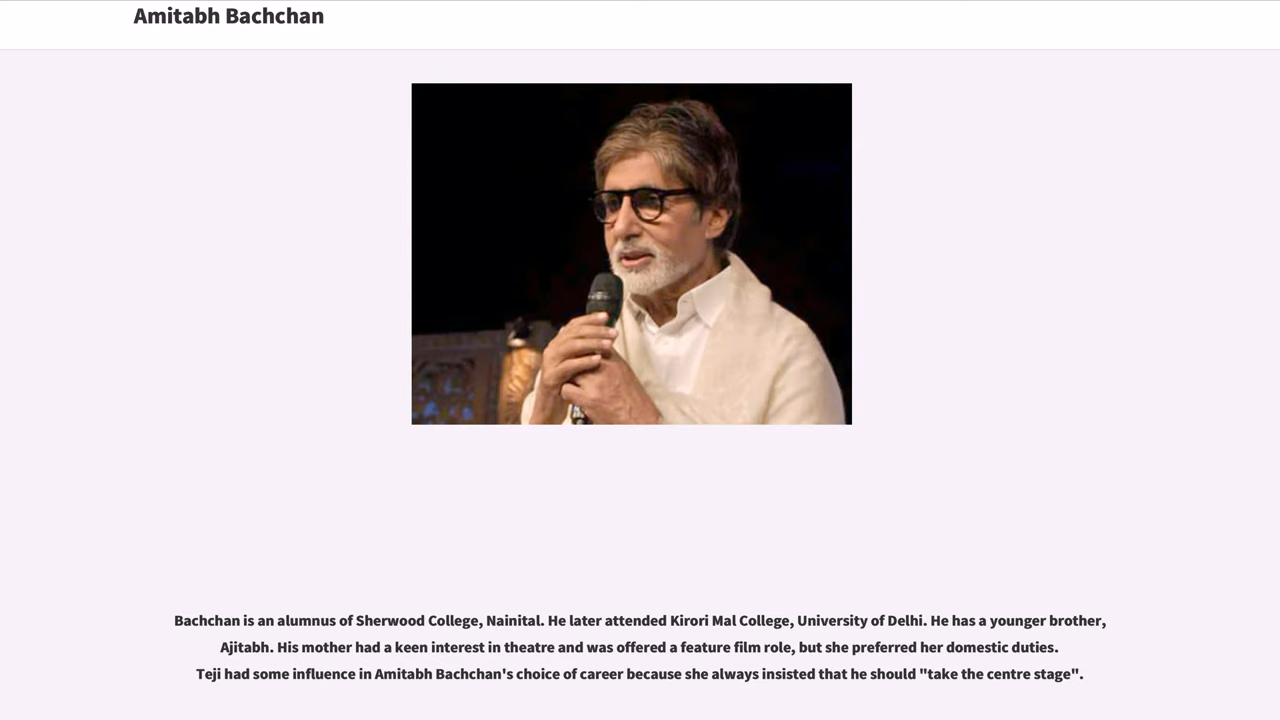 Amitabh Bachchan
Bachchan is an alumnus of Sherwood College, Nainital. He later attended Kirori Mal College, University of Delhi. He has a younger brother,
Ajitabh. His mother had a keen interest in theatre and was offered a feature film role, but she preferred her domestic duties.
Teji had some influence in Amitabh Bachchan's choice of career because she always insisted that he should "take the centre stage".